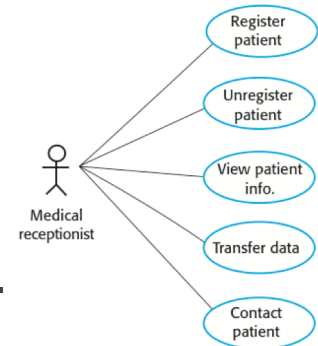 Register
patient
Unregister
patient
View patient
info.
Medical
receptionist
Transfer data
Contact
patient